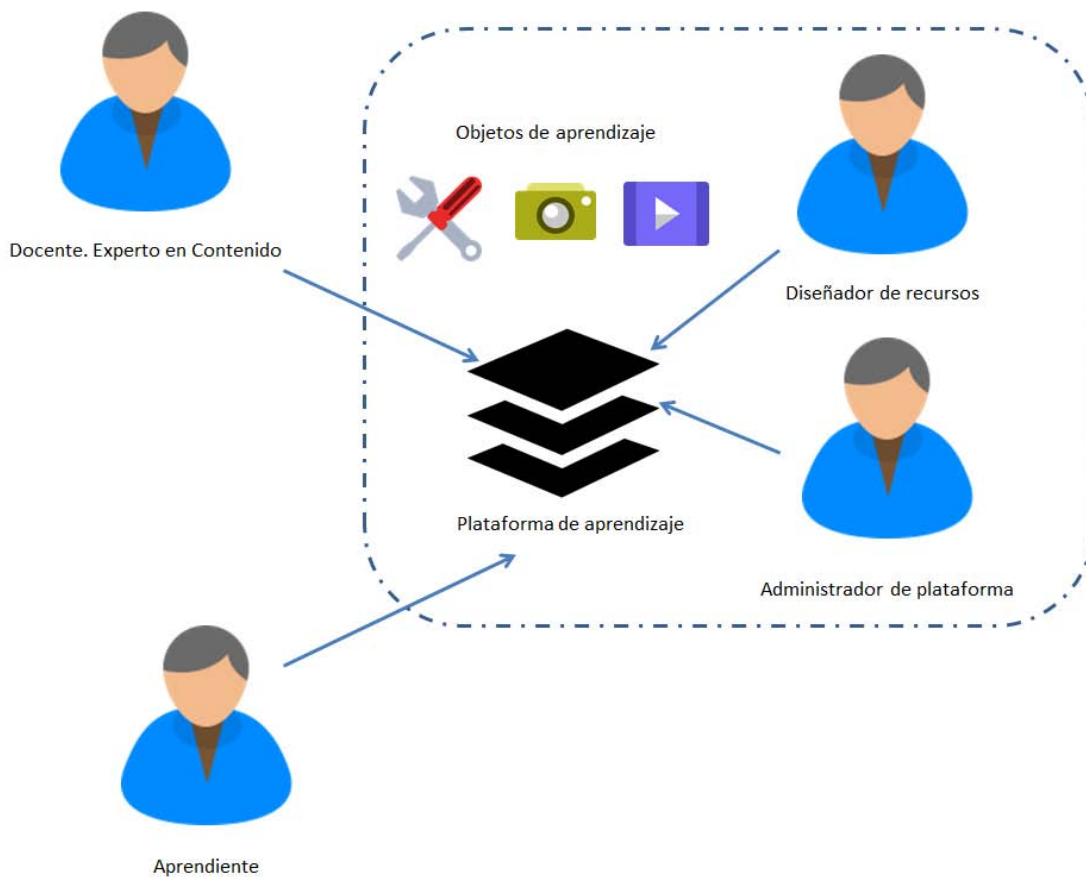 Objetos de aprendizaje
Docente. Experto en Contenido
Diseñador de recursos
Plataforma de aprendizaje
Administrador de plataforma
Aprendiente